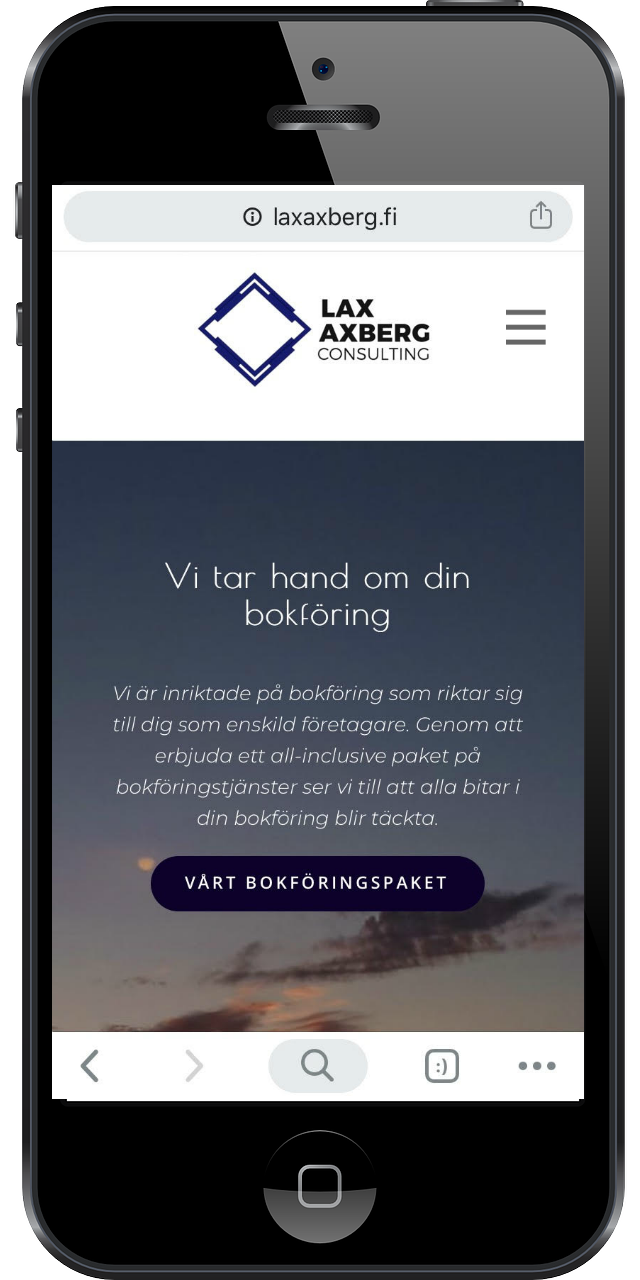 laxaxberg.fi
LAX
AXBERG
CONSULTING
Vi tar hand om din
bokföring
Vi är inriktade på bokföring som riktar sig
till dig som enskild företagare. Genom att
erbjuda ett all-inclusive paket på
bokföringstjänster ser vi till att alla bitar i
din bokföring blir täckta.
VÅRT BOKFÖRINGSPAKET
:)